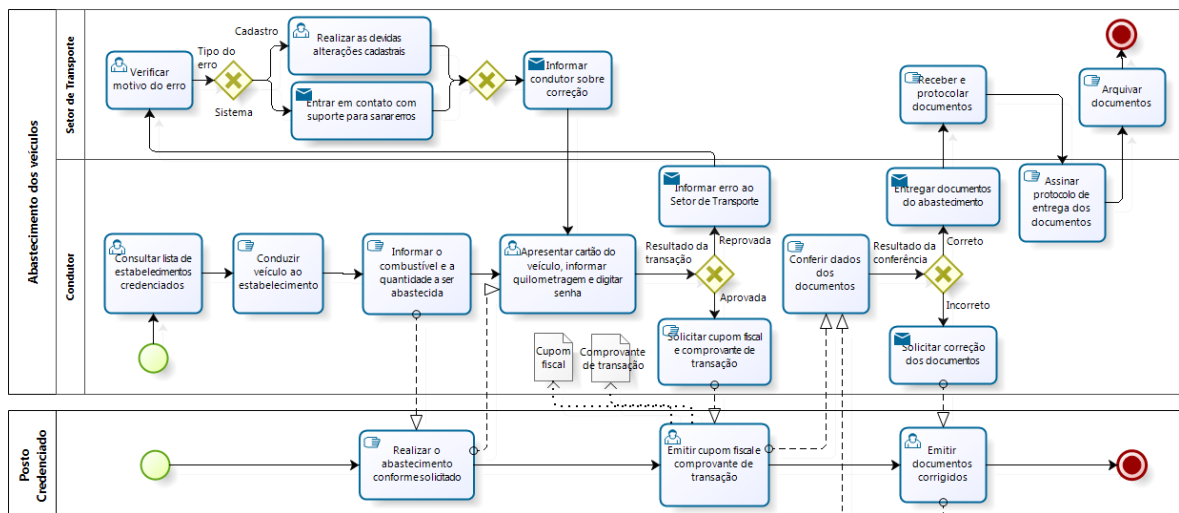 Abastecimento dos veículos
Setor de Transporte
Verificar
motivo do erro
Tipo do
erro
Cadastro
Sistema
Realizar as devidas
alterações cadastrais
Entrar em contato com
suporte para sanar erros
Informar
condutor sobre
correção
Receber e
protocolar
documentos
Arquivar
documentos
Condutor
Consultar lista de
estabelecimentos
credenciados
Conduzir
veículo ao
estabelecimento
Informar o
combustível e a
quantidade a ser
abastecida
Apresentar cartão do
veículo, informar
quilometragem e digitar
senha
Resultado da
transação
Informar erro ao
Setor de Transporte
Reprovada
Aprovada
Solicitar cupom fiscal
e comprovante de
transação
Conferir dados
dos
documentos
Resultado da
conferência
Entregar documentos
do abastecimento
Correto
Incorreto
Solicitar correção
dos documentos
Assinar
protocolo de
entrega dos
documentos
Cupom
fiscal
Comprovante
de transação
Posto
Credenciado
Realizar o
abastecimento
conforme solicitado
Emitir cupom fiscal e
comprovante de
transação
Emitir
documentos
corrigidos